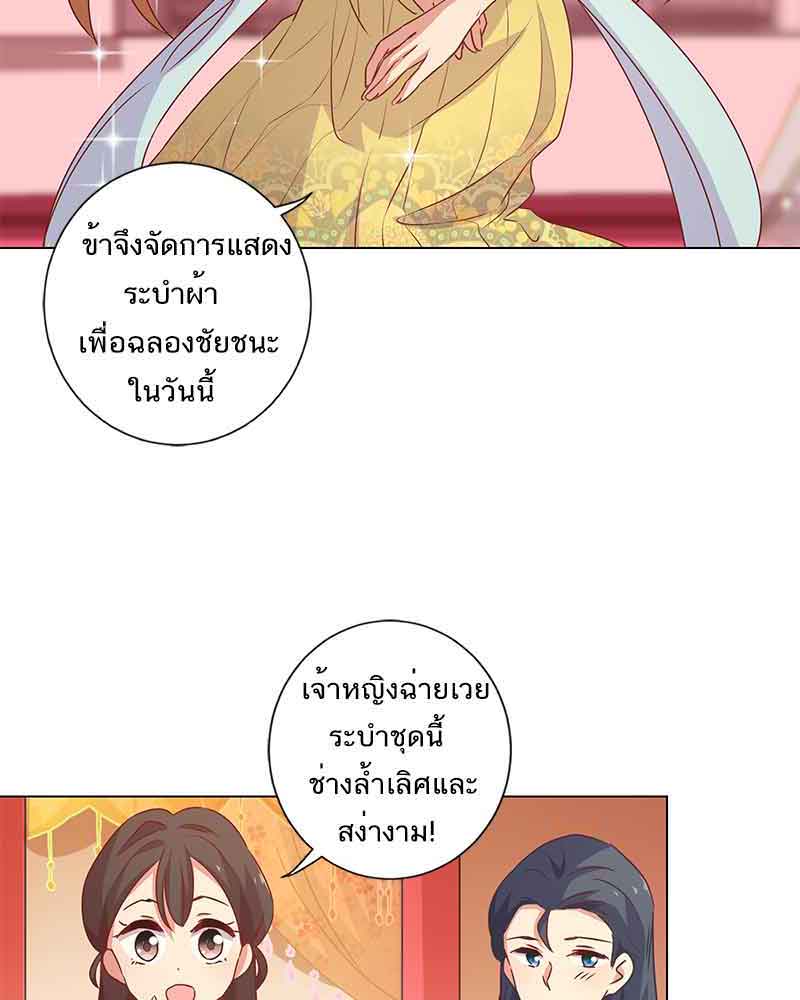 ข้าจึงจัดการแสดง
ระบำผ้า
เพื่อฉลองชัยชนะ
ในวันนี้
เจ้าหญิงฉ่ายเวย
ระบำชุดนี้
ช่างล้ำเลิศและ
สง่างาม!